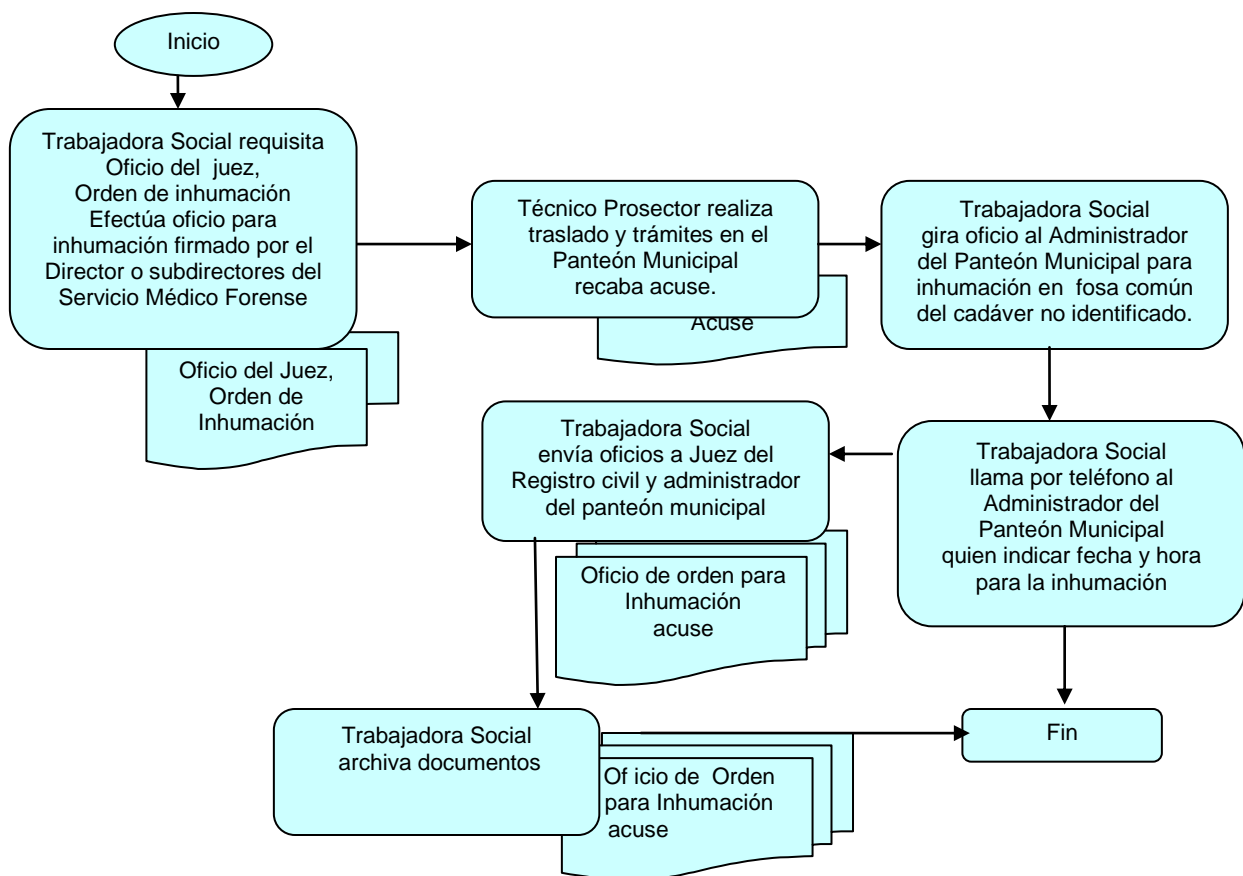 Inicio
Trabajadora Social requisita
Oficio del juez,
Orden de inhumación
Efectúa oficio para
inhumación firmado por el
Director o subdirectores del
Servicio Médico Forense
Oficio del Juez,
Orden de
Inhumación
Técnico Prosector realiza
traslado y trámites en el
Panteón Municipal
recaba acuse.
Acuse
Trabajadora Social
gira oficio al Administrador
del Panteón Municipal para
inhumación en fosa común
del cadáver no identificado.
Trabajadora Social
llama por teléfono al
Administrador del
Panteón Municipal
quien indicar fecha y hora
para la inhumación
Trabajadora Social
envía oficios a Juez del
Registro civil y administrador
del panteón municipal
Oficio de orden para
Inhumación
acuse
Trabajadora Social
archiva documentos
Of icio de Orden
para Inhumación
acuse
Fin